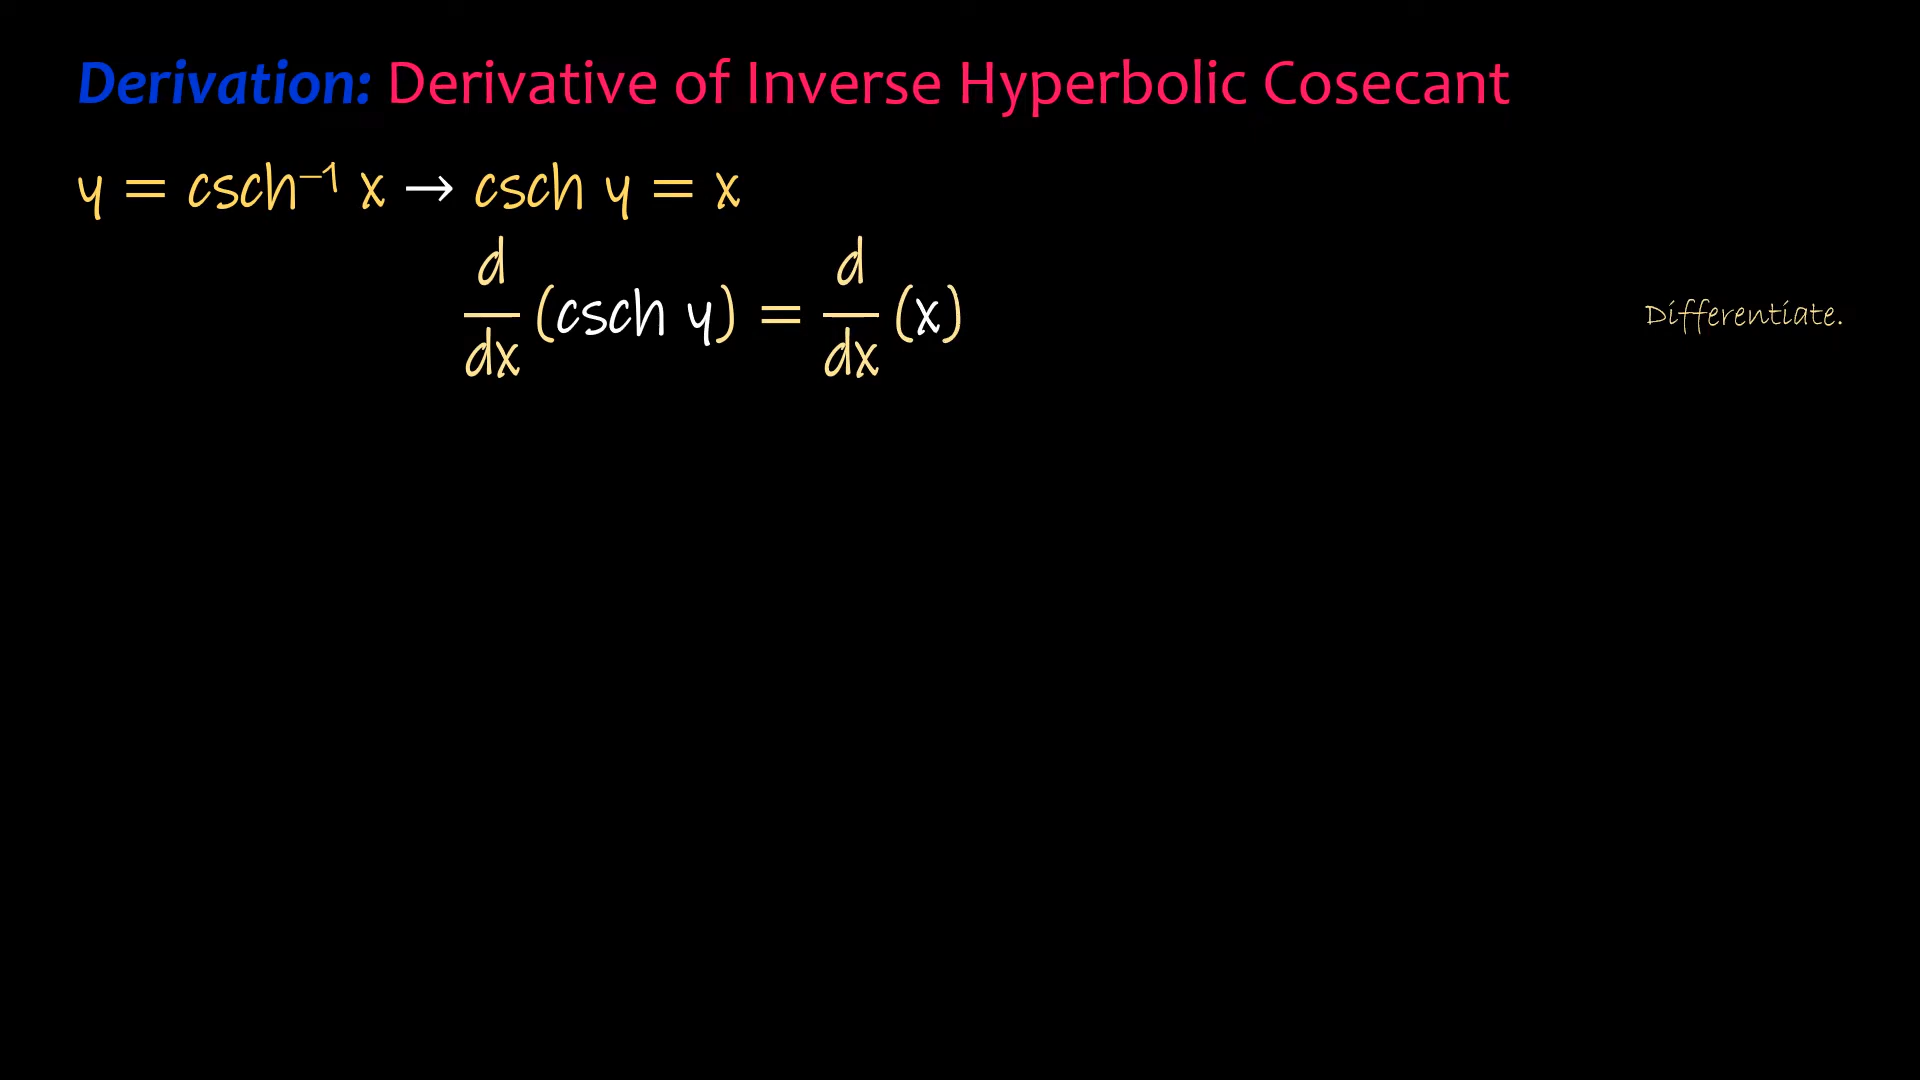 Derivation: Derivative of Inverse Hyperbolic Cosecant
y = csch⁻¹ x → csch y = x
d/dx (csch y) = d/dx (x) Differentiate.